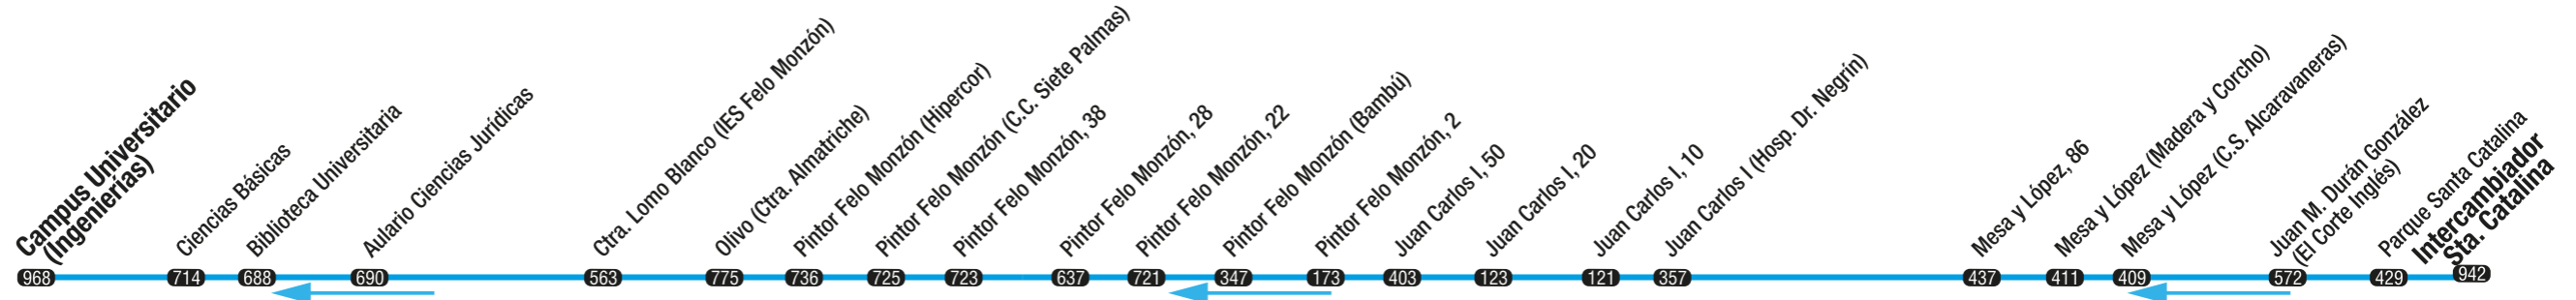 Campus Universitario
(Ingenierías)
Ciencias Básicas
Biblioteca Universitaria
Aulario Ciencias Jurídicas
Ctra. Lomo Blanco (IES Felo Monzón)
Olivo (Ctra. Almatriche)
Pintor Felo Monzón (Hipercor)
Pintor Felo Monzón (C.C. Siete Palmas)
Pintor Felo Monzón, 38
Pintor Felo Monzón, 28
Pintor Felo Monzón, 22
Pintor Felo Monzón (Bambú)
Pintor Felo Monzón, 2
Juan Carlos I, 50
Juan Carlos I, 20
Juan Carlos I, 10
Juan Carlos I (Hosp. Dr. Negrín)
Mesa y López, 86
Mesa y López (Madera y Corcho)
Mesa y López (C.S. Alcaravaneras)
Juan M. Durán González
(El Corte Inglés)
Parque Santa Catalina
Intercambiador
Sta. Catalina
968 714 688 690 563 775 736 725 723 637 721 347 173 403 123 121 357 437 411 409 572 429 942